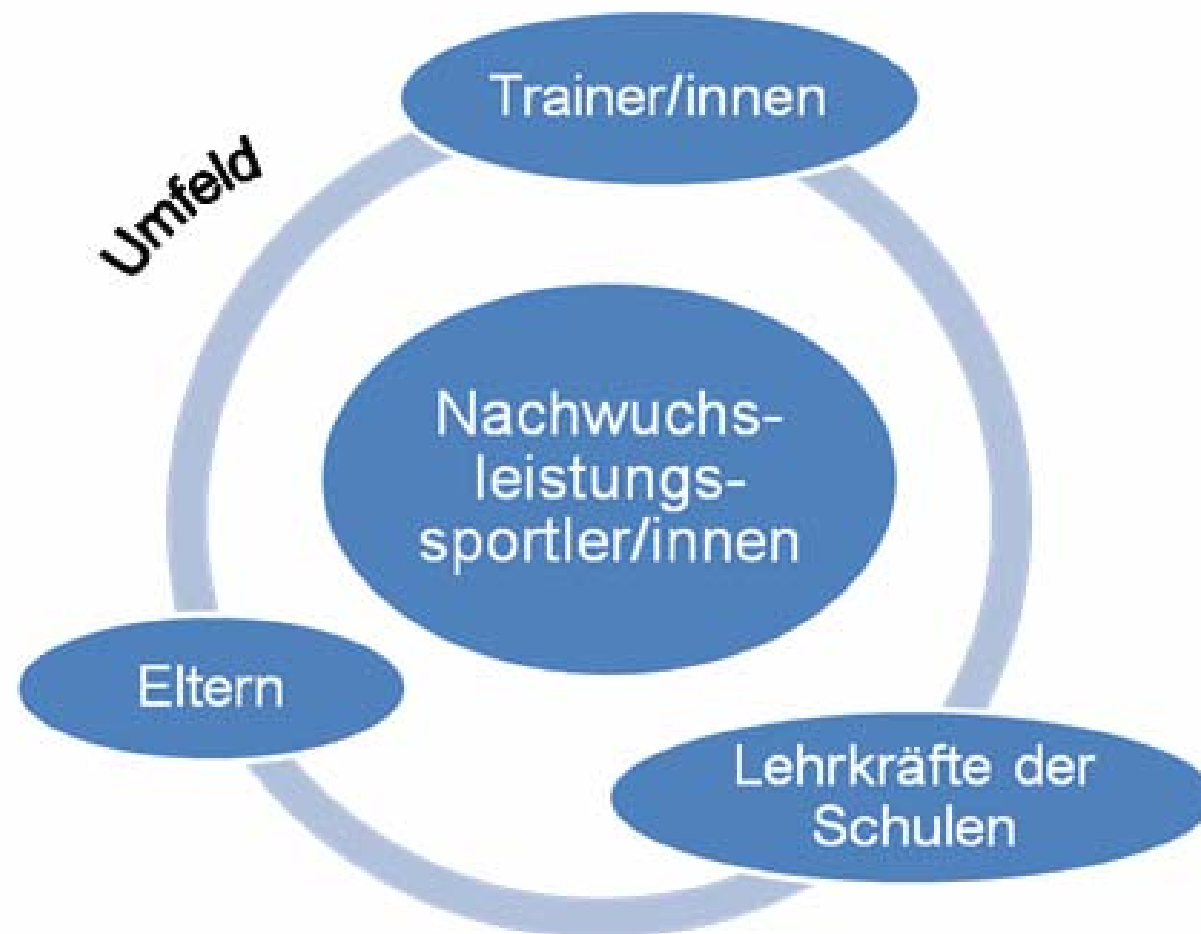 Trainer/innen
Umfeld
Nachwuchs-
leistungs-
sportler/innen
Eltern
Lehrkräfte der
Schulen